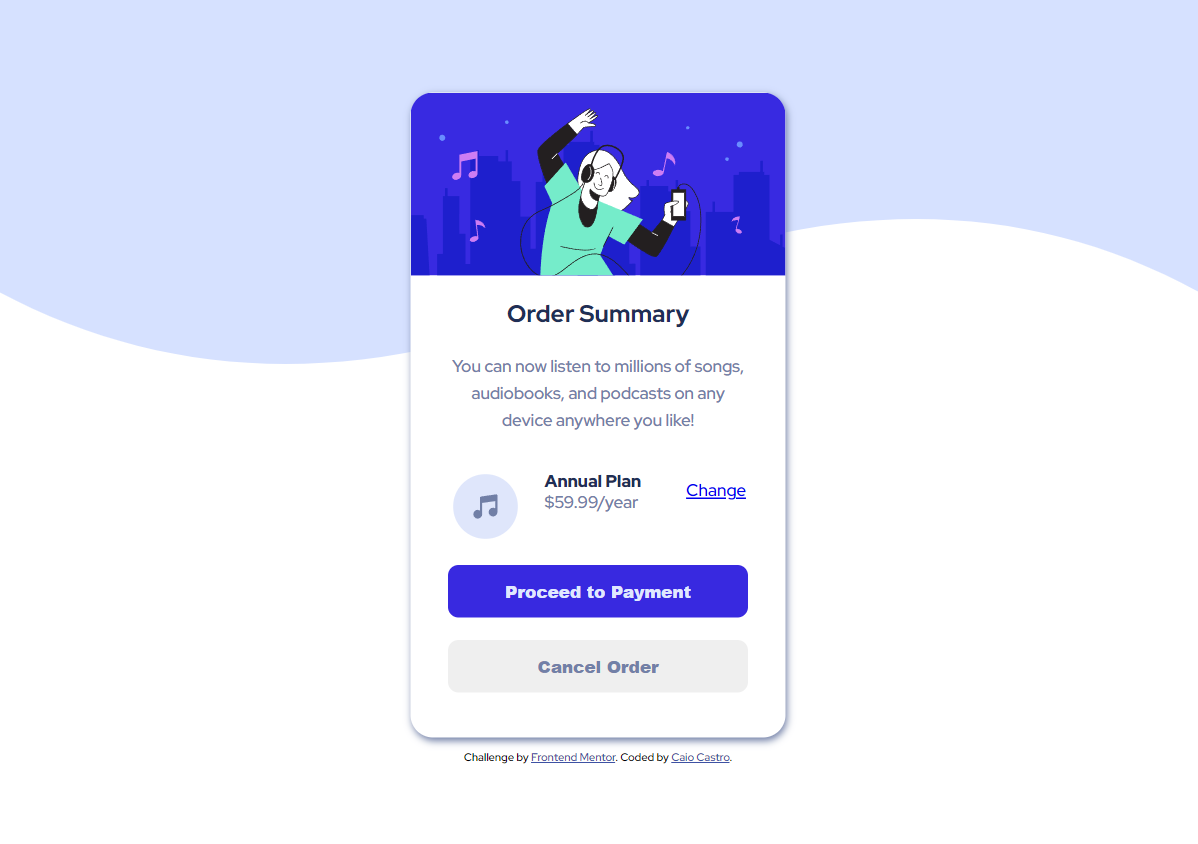 Order Summary
You can now listen to millions of songs,
audiobooks, and podcasts on any
device anywhere you like!
Annual Plan
$59.99/year
Change
Proceed to Payment
Cancel Order
Challenge by Frontend Mentor. Coded by Caio Castro.